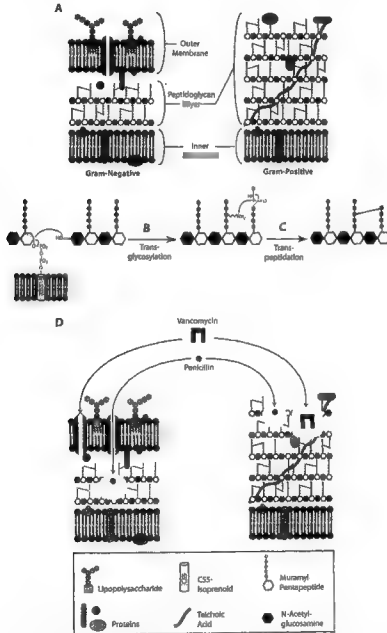 A
Outer
Membrane
Peptidoglycan
layer
Inner
Gram-Negative
Gram-Positive
B
Trans-
glycosylation
C
Trans-
peptidation
D
Vancomycin
Penicillin
Lipopolysaccharide
C55-
Isoprenoid
Muramyl
Pentapeptide
Proteins
Teichoic
Acid
N-Acetyl-
glucosamine